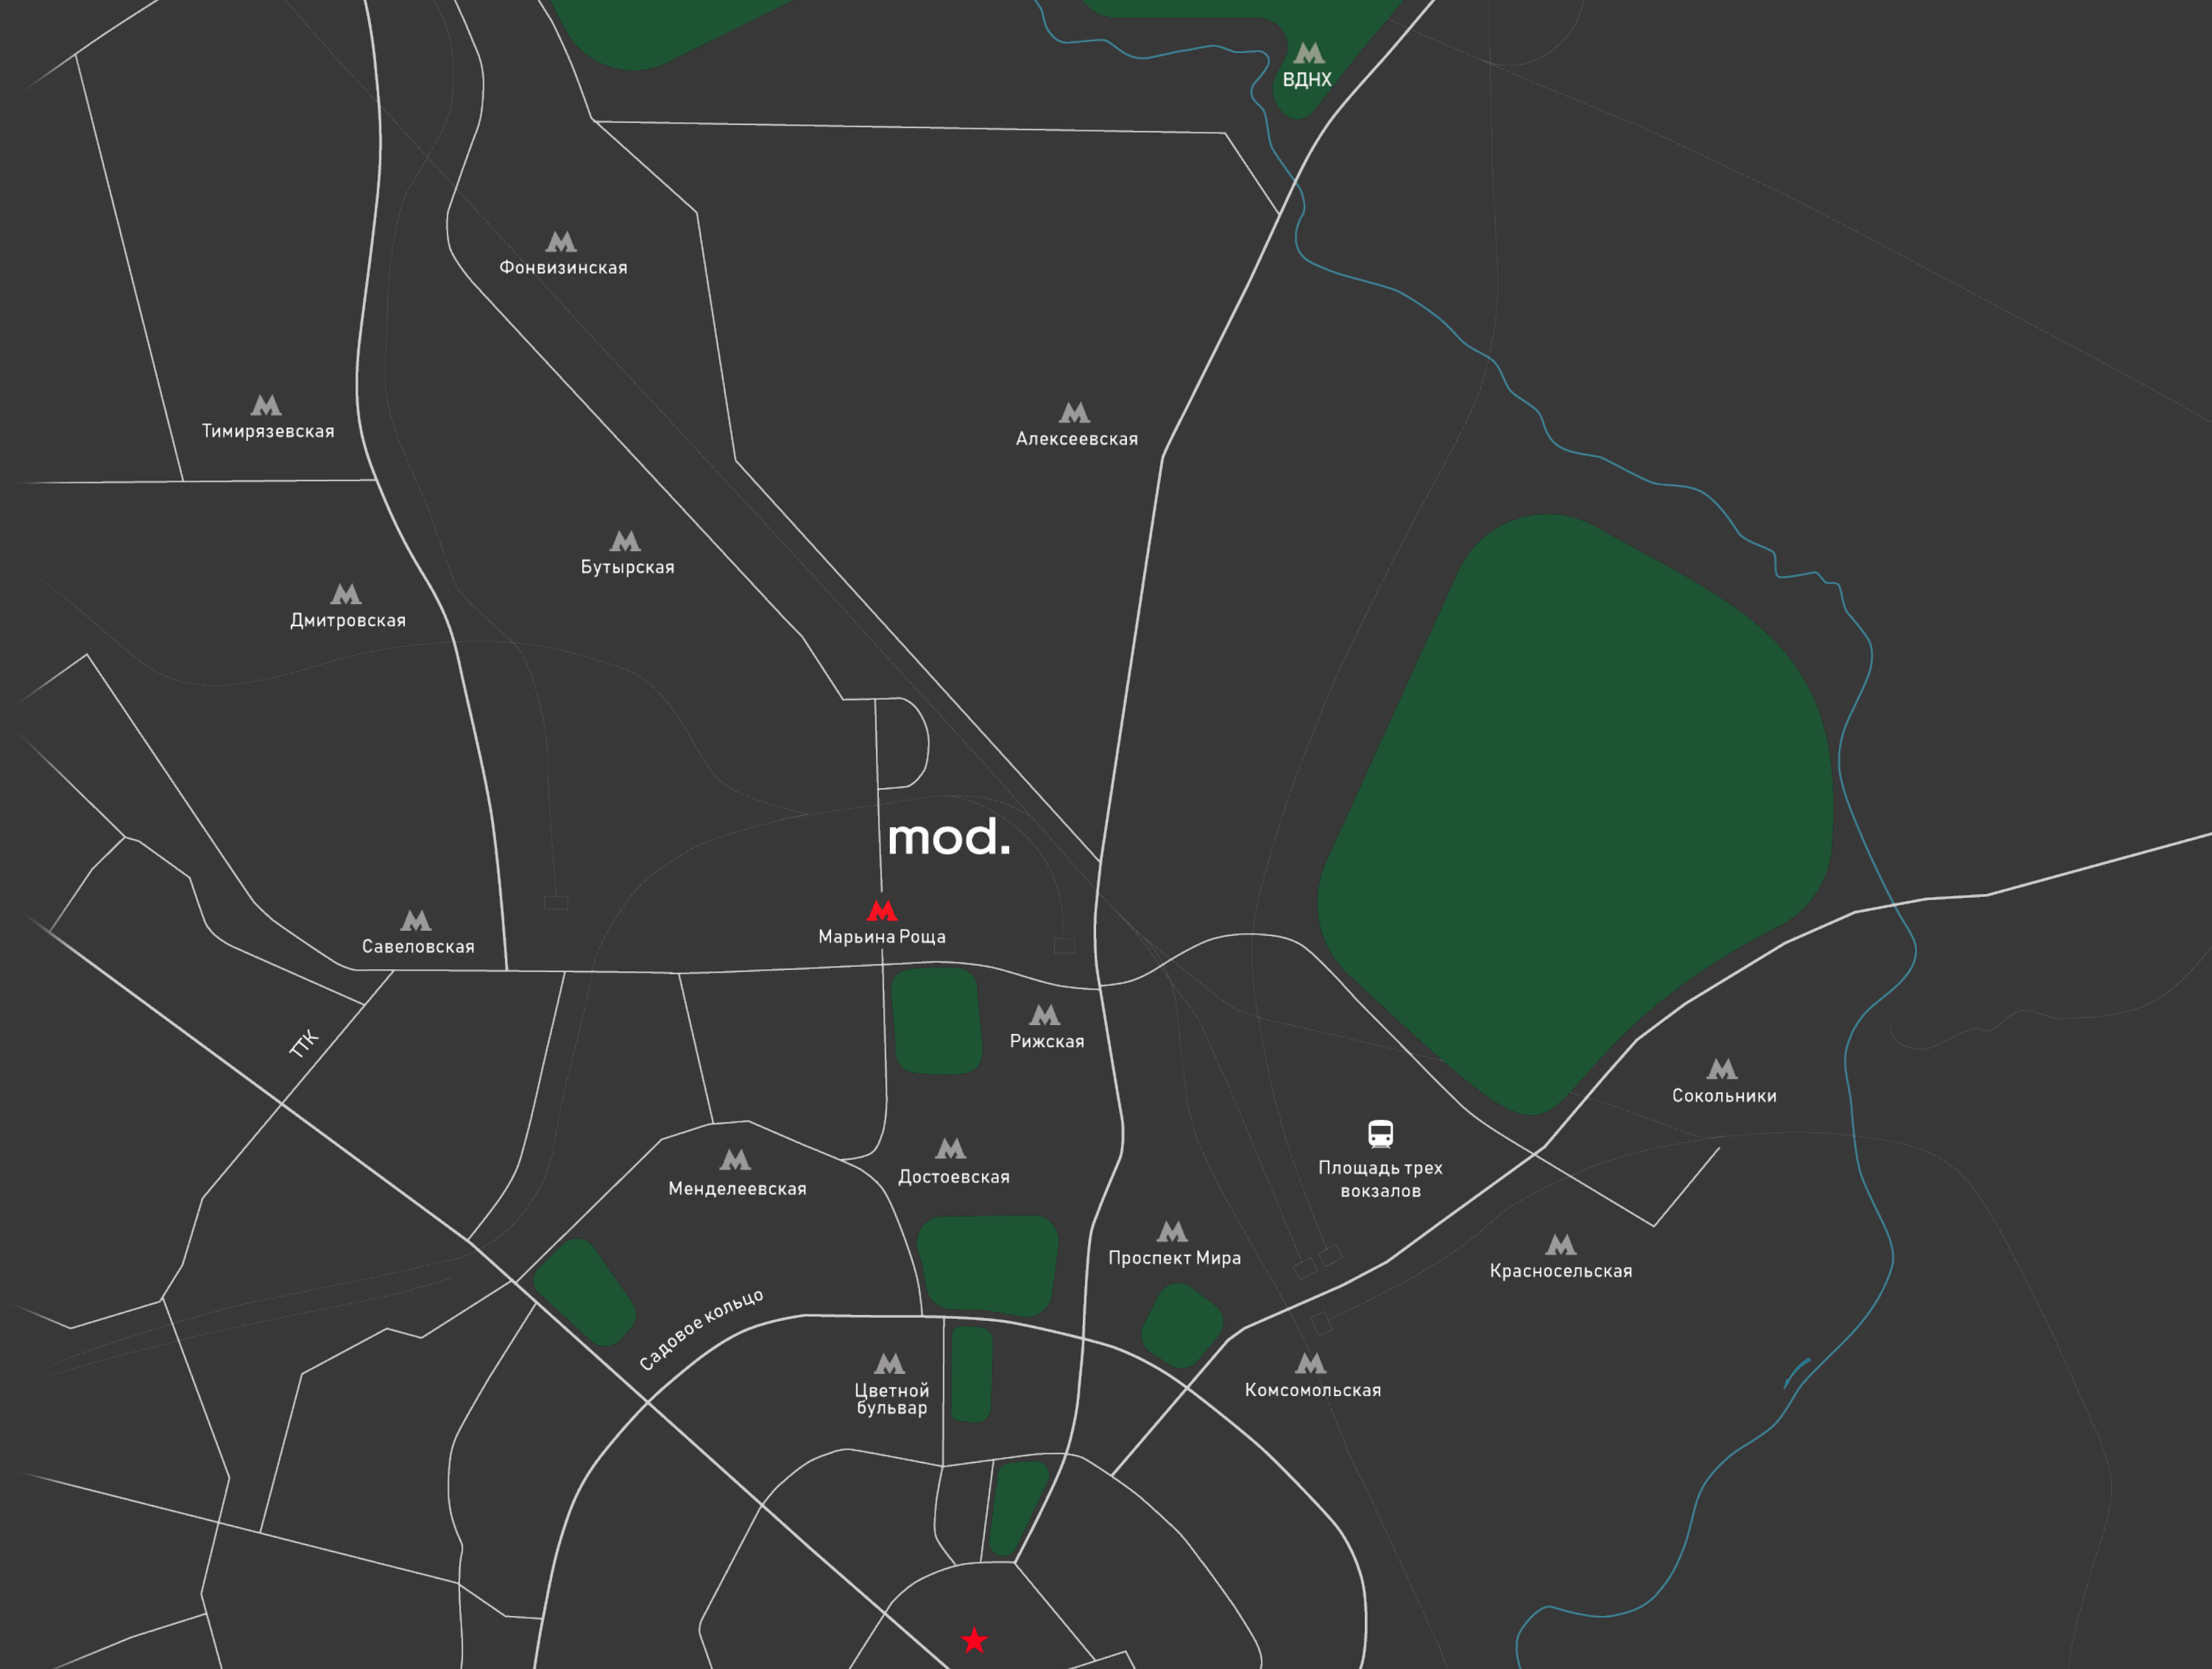 ВДНХ
Фонвизинская
Тимирязевская
Алексеевская
Бутырская
Дмитровская
mod.
Марьина Роща
Савеловская
ТТК
Рижская
Сокольники
Площадь трех
вокзалов
Достоевская
Менделеевская
Проспект Мира
Красносельская
Садовое кольцо
Цветной
бульвар
Комсомольская